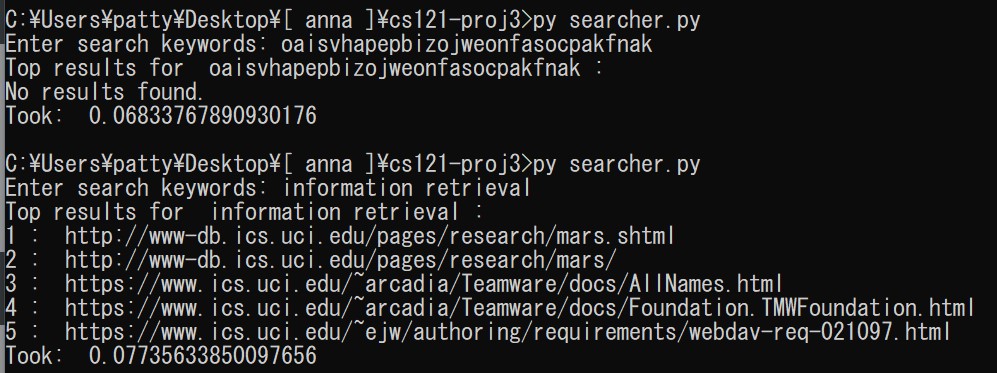 C:¥Users¥patty¥Desktop¥[ anna ]¥cs121-proj3>py searcher.py
Enter search keywords: oaisvhapepbizojweonfasocpakfnak
Top results for  oaisvhapepbizojweonfasocpakfnak :
No results found.
Took:  0.06833767890930176
C:¥Users¥patty¥Desktop¥[ anna ]¥cs121-proj3>py searcher.py
Enter search keywords: information retrieval
Top results for  information retrieval :
1 :  http://www-db.ics.uci.edu/pages/research/mars.shtml
2 :  http://www-db.ics.uci.edu/pages/research/mars/
3 :  https://www.ics.uci.edu/~arcadia/Teamware/docs/AllNames.html
4 :  https://www.ics.uci.edu/~arcadia/Teamware/docs/Foundation.TMWFoundation.html
5 :  https://www.ics.uci.edu/~ejw/authoring/requirements/webdav-req-021097.html
Took:  0.07735633850097656